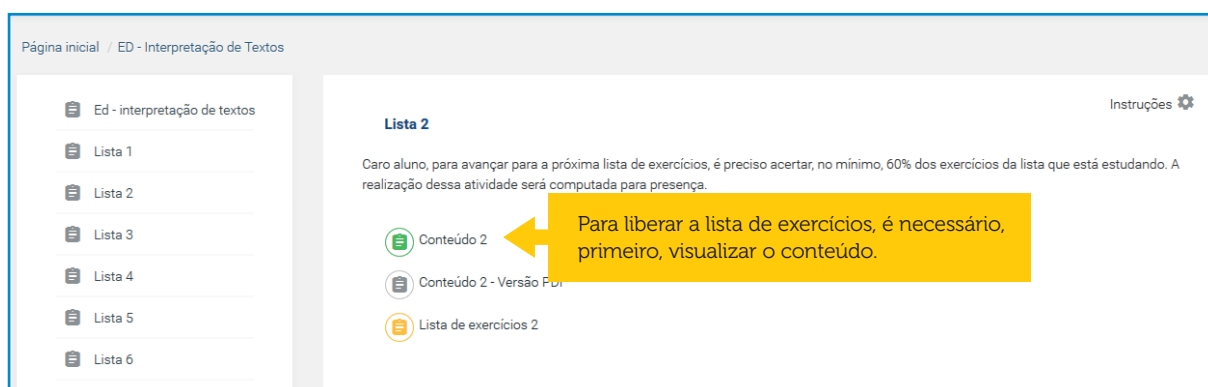 Página inicial / ED - Interpretação de Textos
Ed - interpretação de textos
Lista 1
Lista 2
Lista 3
Lista 4
Lista 5
Lista 6
Instruções
Lista 2
Caro aluno, para avançar para a próxima lista de exercícios, é preciso acertar, no mínimo, 60% dos exercícios da lista que está estudando. A
realização dessa atividade será computada para presença.
Conteúdo 2
Para liberar a lista de exercícios, é necessário,
primeiro, visualizar o conteúdo.
Conteúdo 2 - Versão PDF
Lista de exercícios 2